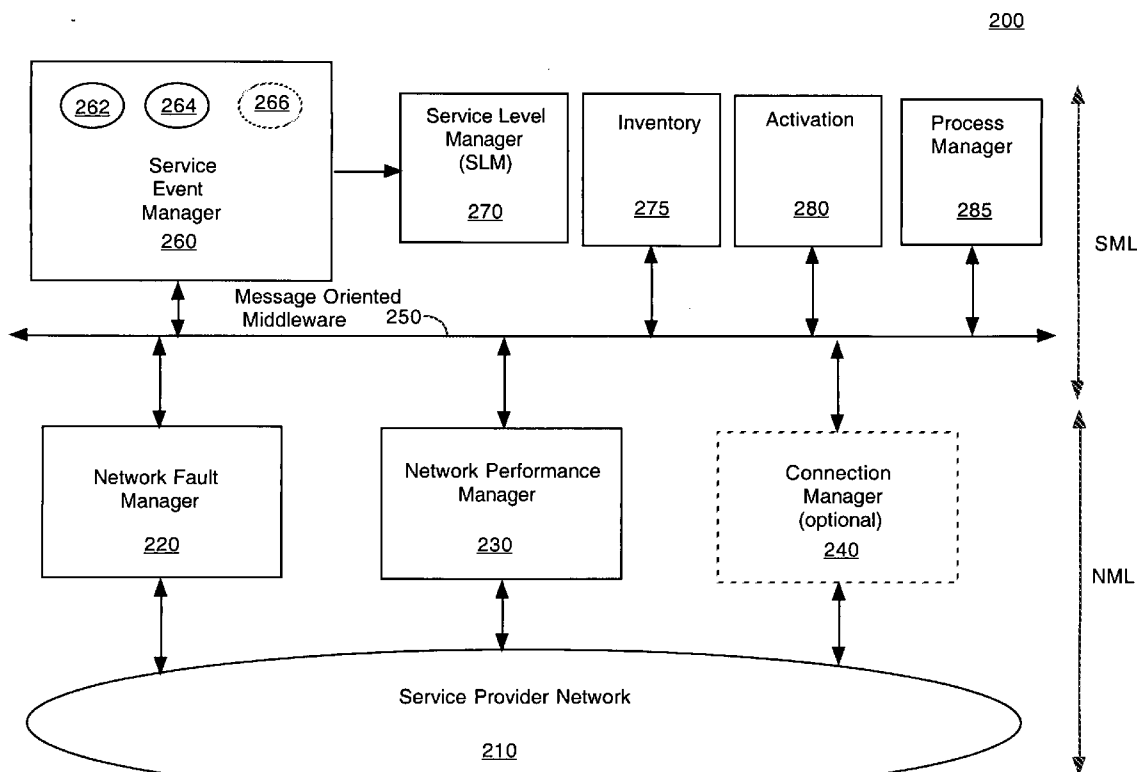 200
262
264
266
Service
Event
Manager
260
Service Level
Manager
(SLM)
270
Inventory
275
Activation
280
Process
Manager
285
SML
Message Oriented
Middleware
250
Network Fault
Manager
220
Network Performance
Manager
230
Connection
Manager
(optional)
240
NML
Service Provider Network
210